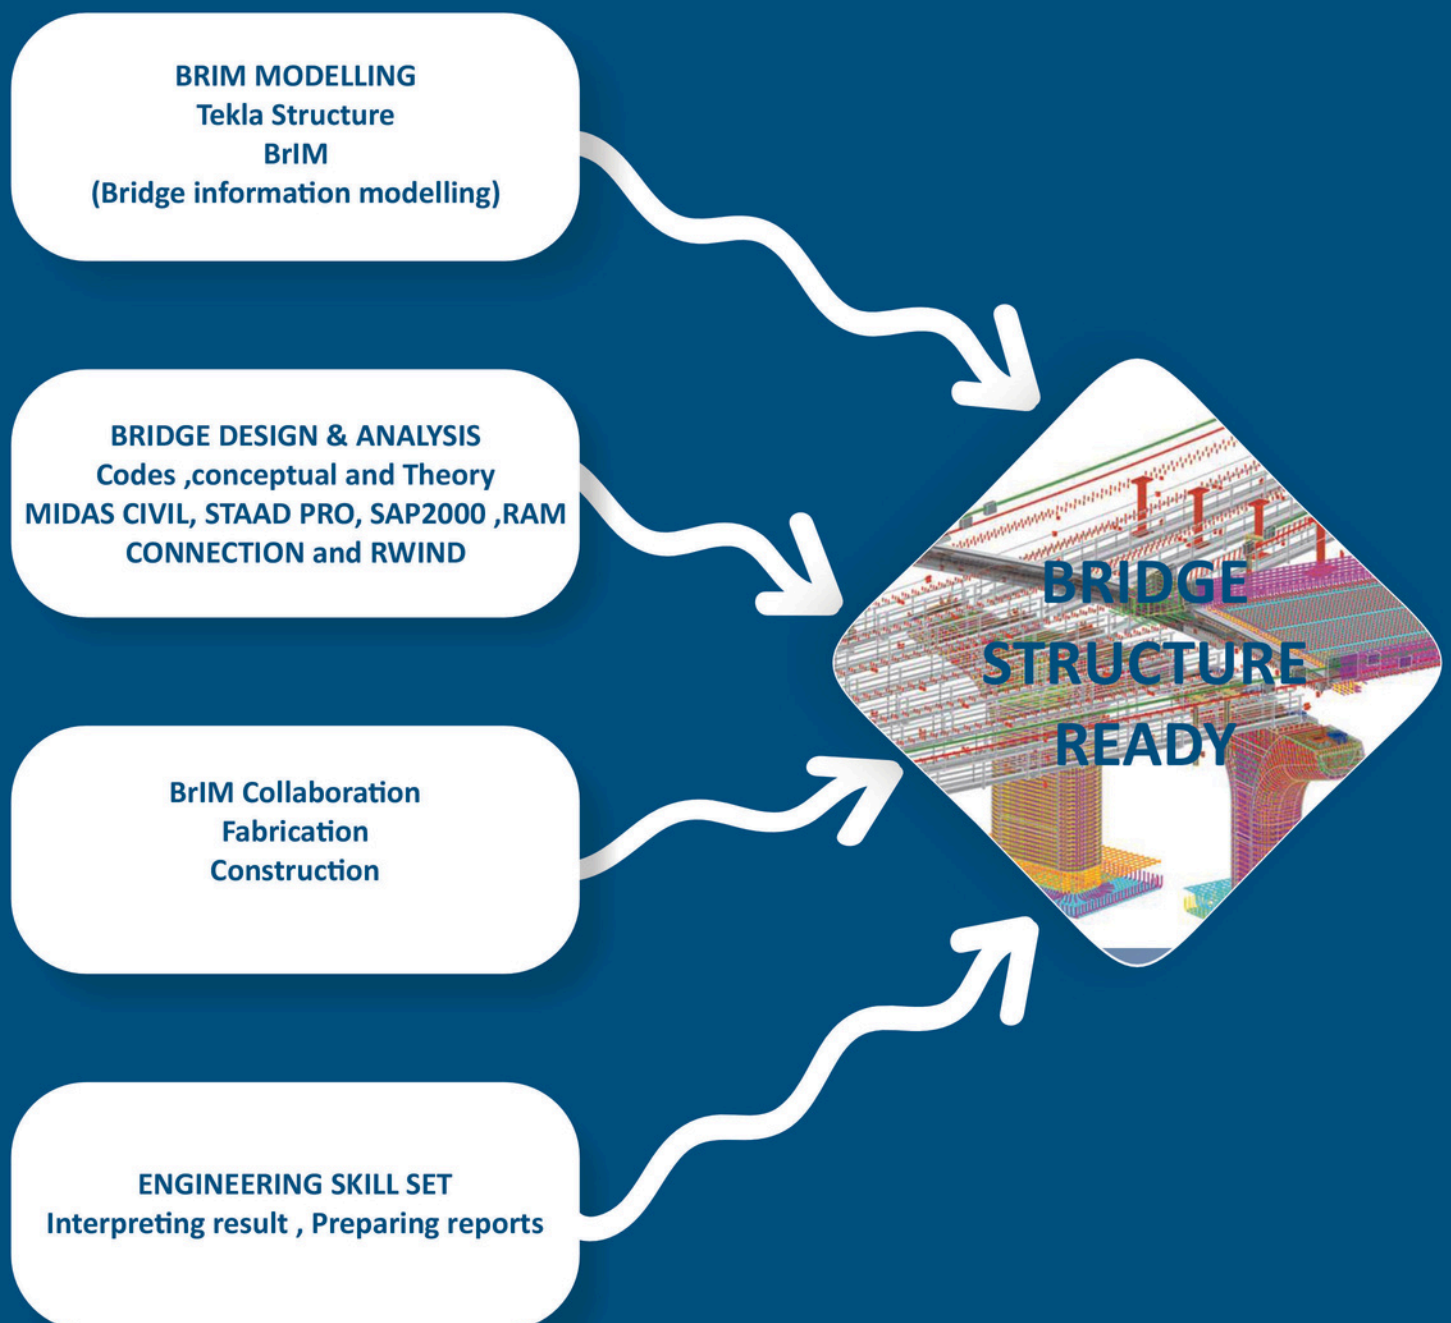 BRIM MODELLING
Tekla Structure
BrIM
(Bridge information modelling)
BRIDGE DESIGN & ANALYSIS
Codes ,conceptual and Theory
MIDAS CIVIL, STAAD PRO, SAP2000 ,RAM
CONNECTION and RWIND
BrIM Collaboration
Fabrication
Construction
ENGINEERING SKILL SET
Interpreting result , Preparing reports
BRIDGE
STRUCTURE
READY